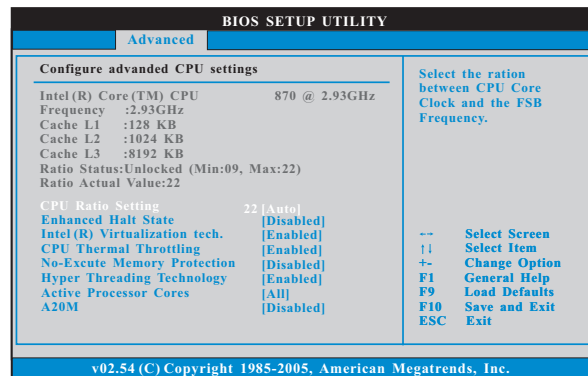 BIOS SETUP UTILITY
Advanced
Configure advanded CPU settings
Intel(R) Core(TM) CPU 870 @ 2.93GHz
Frequency :2.93GHz
Cache L1 :128 KB
Cache L2 :1024 KB
Cache L3 :8192 KB
Ratio Status:Unlocked (Min:09, Max:22)
Ratio Actual Value:22
CPU Ratio Setting 22 [Auto]
Enhanced Halt State [Disabled]
Intel(R) Virtualization tech. [Enabled]
CPU Thermal Throttling [Enabled]
No-Excute Memory Protection [Disabled]
Hyper Threading Technology [Enabled]
Active Processor Cores [All]
A20M [Disabled]
Select the ration
between CPU Core
Clock and the FSB
Frequency.
←→ Select Screen
↑↓ Select Item
+- Change Option
F1 General Help
F9 Load Defaults
F10 Save and Exit
ESC Exit
v02.54 (C) Copyright 1985-2005, American Megatrends, Inc.